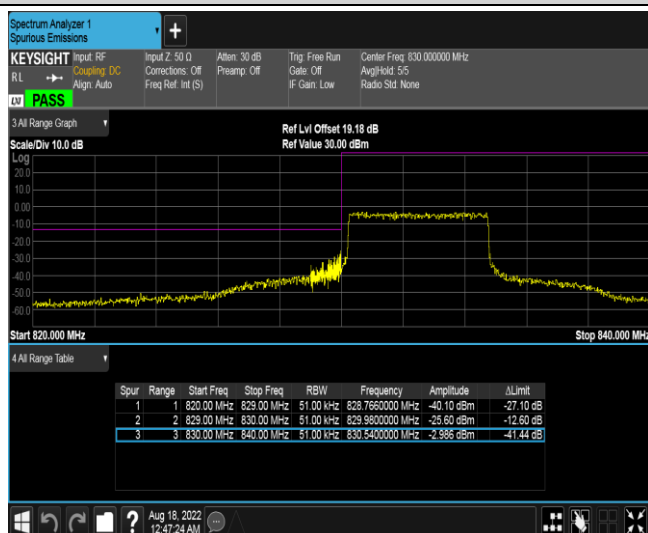 Spectrum Analyzer 1
Spurious Emissions
KEYSIGHT
RL
LXI PASS
Input: RF
Coupling: DC
Align: Auto
Input Z: 50 Ω
Corrections: Off
Freq Ref: Int (S)
Atten: 30 dB
Preamp: Off
Trig: Free Run
Gate: Off
IF Gain: Low
Center Freq: 830.000000 MHz
Avg|Hold: 5/5
Radio Std: None
3 All Range Graph
Scale/Div 10.0 dB
Ref Lvl Offset 19.18 dB
Ref Value 30.00 dBm
Log
20.0
10.0
0.00
-10.0
-20.0
-30.0
-40.0
-50.0
-60.0
Start 820.000 MHz
Stop 840.000 MHz
4 All Range Table
Spur Range Start Freq Stop Freq RBW Frequency Amplitude ΔLimit
1 1 820.00 MHz 829.00 MHz 51.00 kHz 828.7660000 MHz -40.10 dBm -27.10 dB
2 2 829.00 MHz 830.00 MHz 51.00 kHz 829.9800000 MHz -25.60 dBm -12.60 dB
3 3 830.00 MHz 840.00 MHz 51.00 kHz 830.5400000 MHz -2.986 dBm -41.44 dB
?
Aug 18, 2022
12:47:24 AM